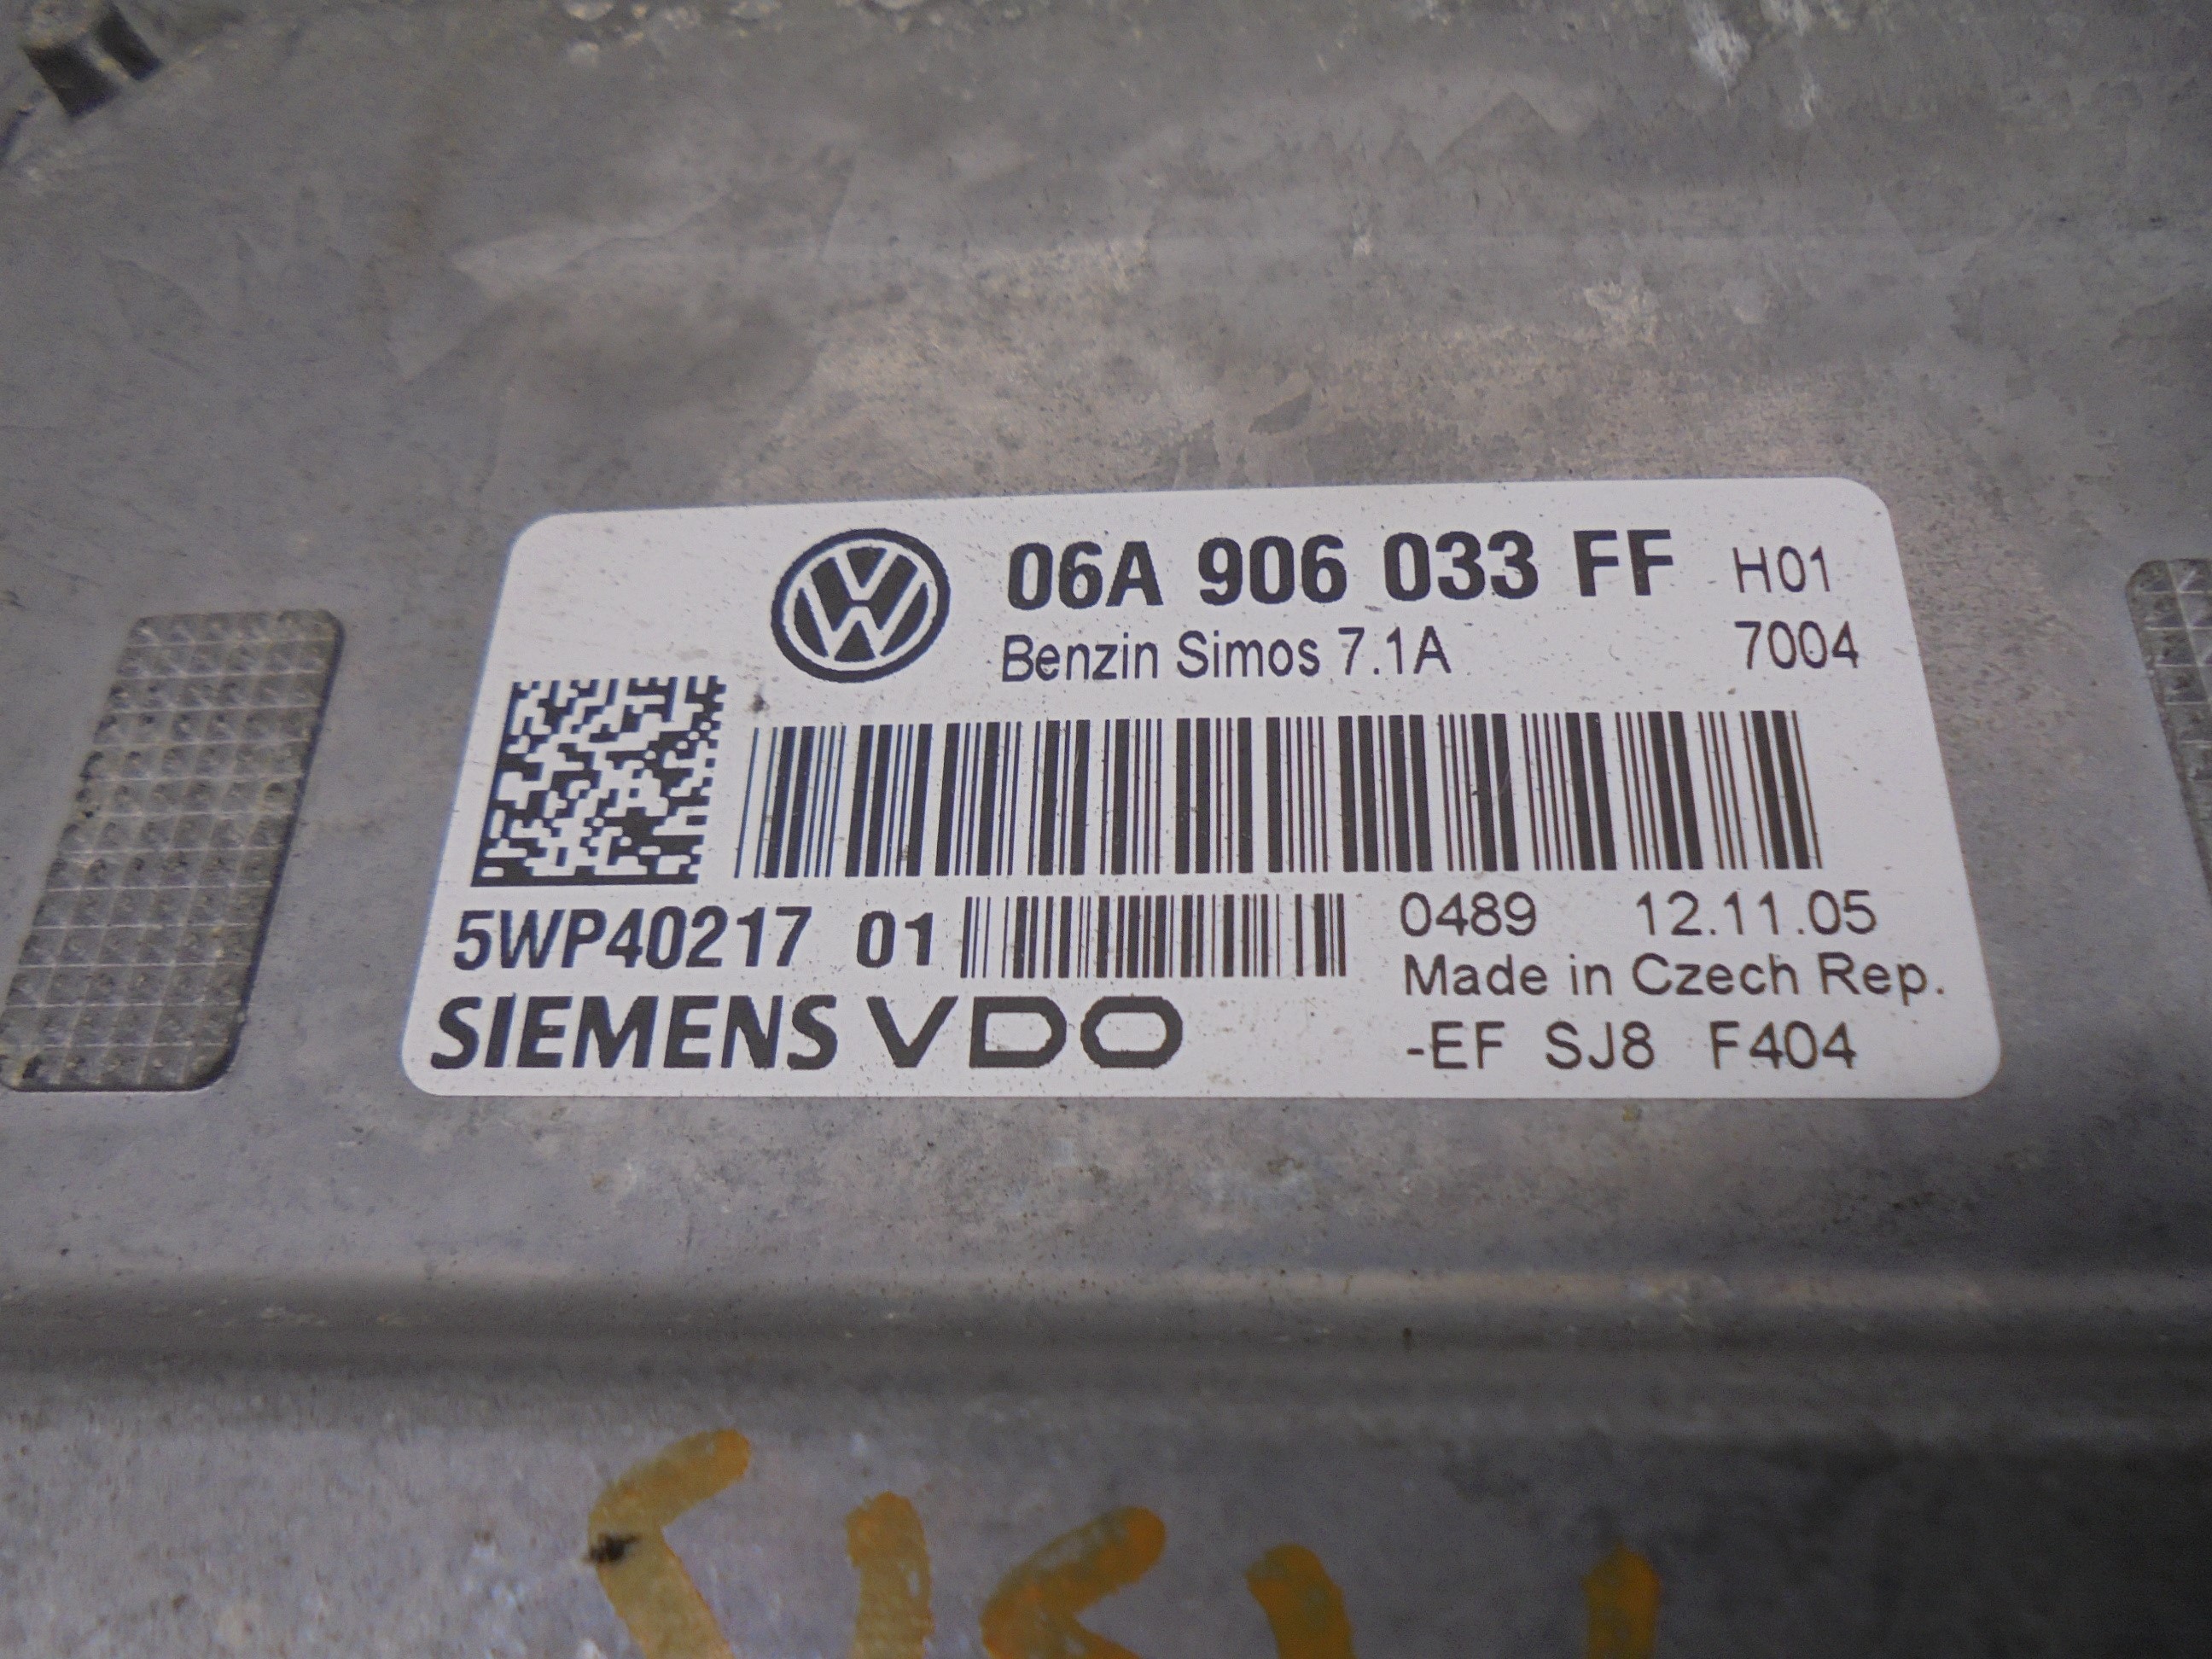 06A 906 033 FF H01
Benzin Simos 7.1A 7004
5WP40217 01 0489 12.11.05
Made in Czech Rep.
SIEMENS VDO -EF SJ8 F404